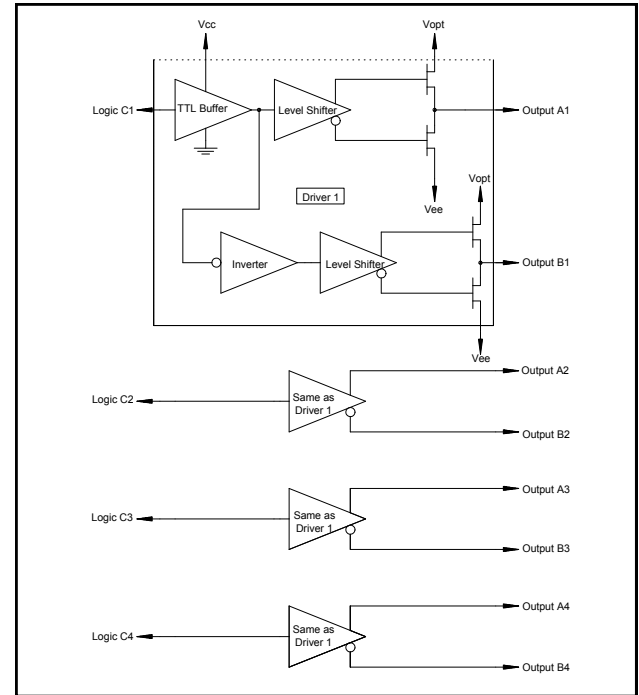 Vcc
Vopt
Logic C1
TTL Buffer
Level Shifter
Output A1
Driver 1
Vee
Vopt
Inverter
Level Shifter
Output B1
Vee
Output A2
Logic C2
Same as
Driver 1
Output B2
Output A3
Logic C3
Same as
Driver 1
Output B3
Output A4
Logic C4
Same as
Driver 1
Output B4